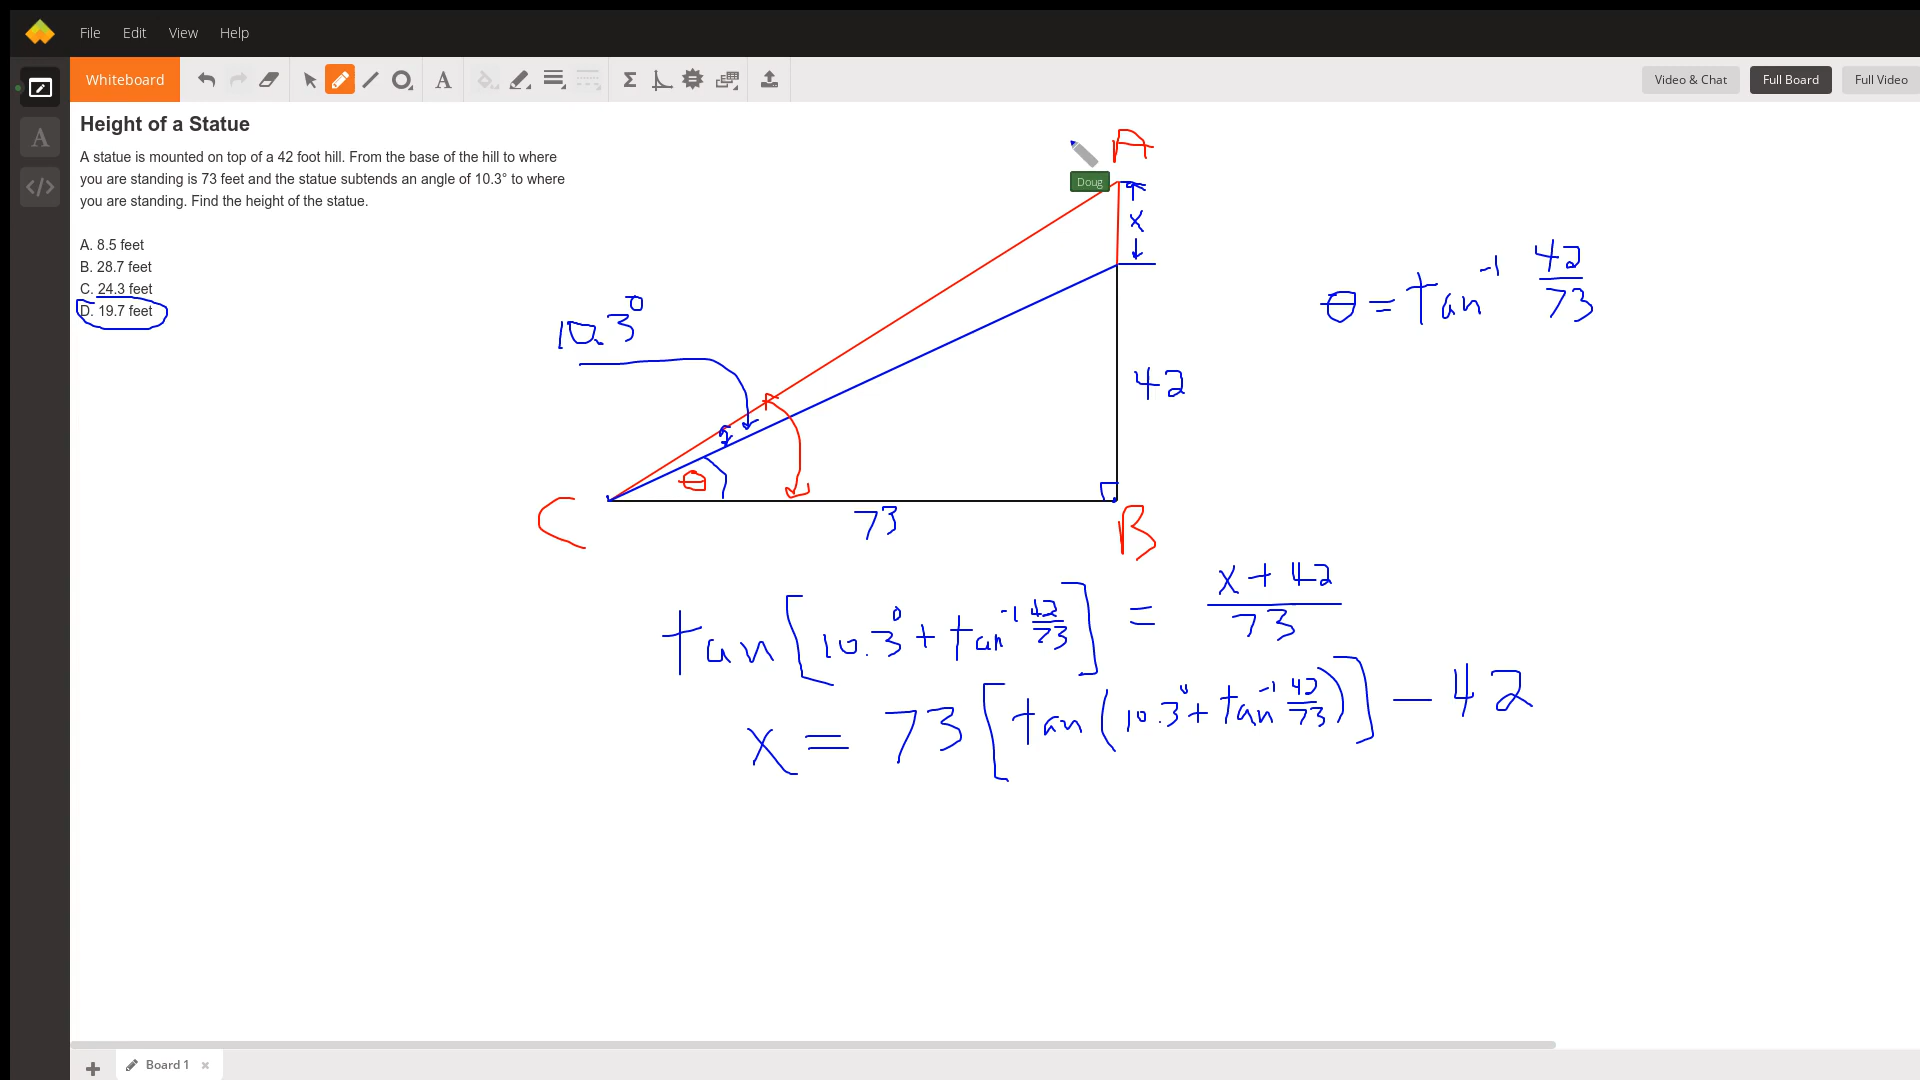 File Edit View Help
Whiteboard
Video & Chat Full Board Full Video
Height of a Statue
A statue is mounted on top of a 42 foot hill. From the base of the hill to where
you are standing is 73 feet and the statue subtends an angle of 10.3° to where
you are standing. Find the height of the statue.
A. 8.5 feet
B. 28.7 feet
C. 24.3 feet
D. 19.7 feet
A
Doug
x
θ = tan⁻¹ 42/73
10.3°
42
θ
C
73
B
tan[10.3° + tan⁻¹ 42/73] = x + 42/73
x = 73[tan(10.3° + tan⁻¹ 42/73)] − 42
Board 1